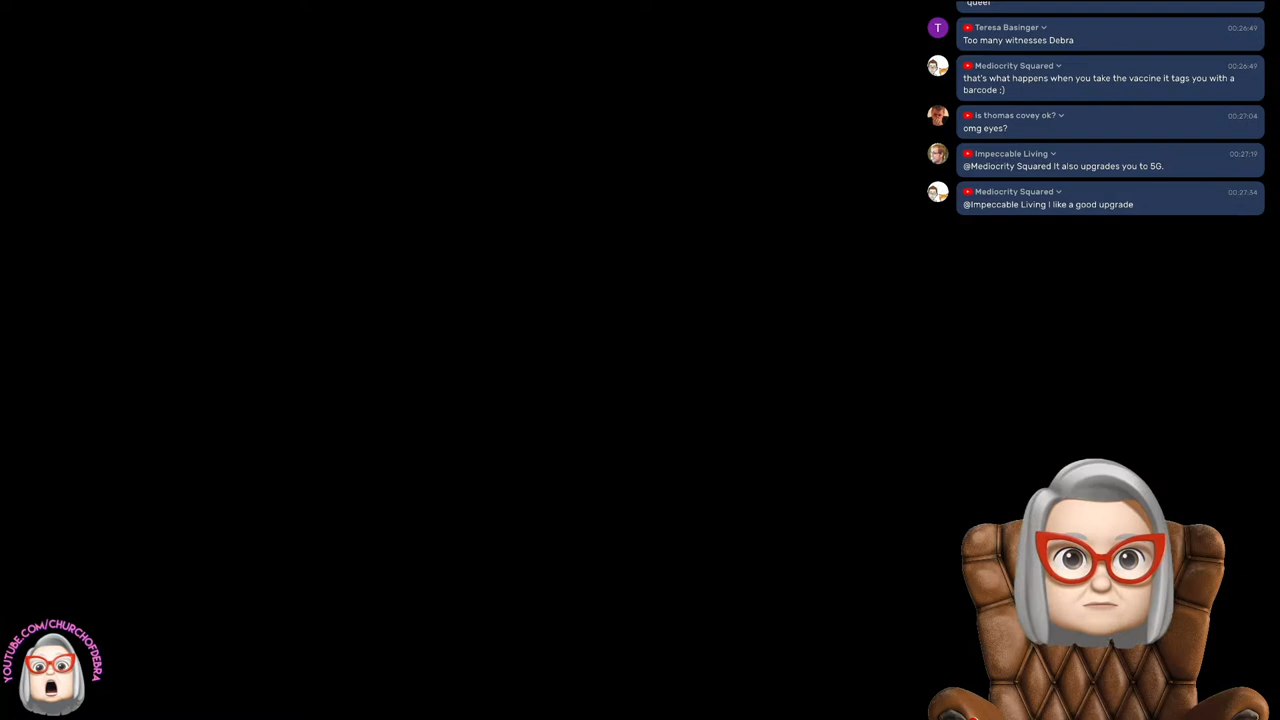 queer
Teresa Basinger
00:26:49
Too many witnesses Debra
Mediocrity Squared
00:26:49
that's what happens when you take the vaccine it tags you with a
barcode ;)
is thomas covey ok?
00:27:04
omg eyes?
Impeccable Living
00:27:19
@Mediocrity Squared It also upgrades you to 5G.
Mediocrity Squared
00:27:34
@Impeccable Living I like a good upgrade
YOUTUBE.COM/CHURCHOFDEBRA
T